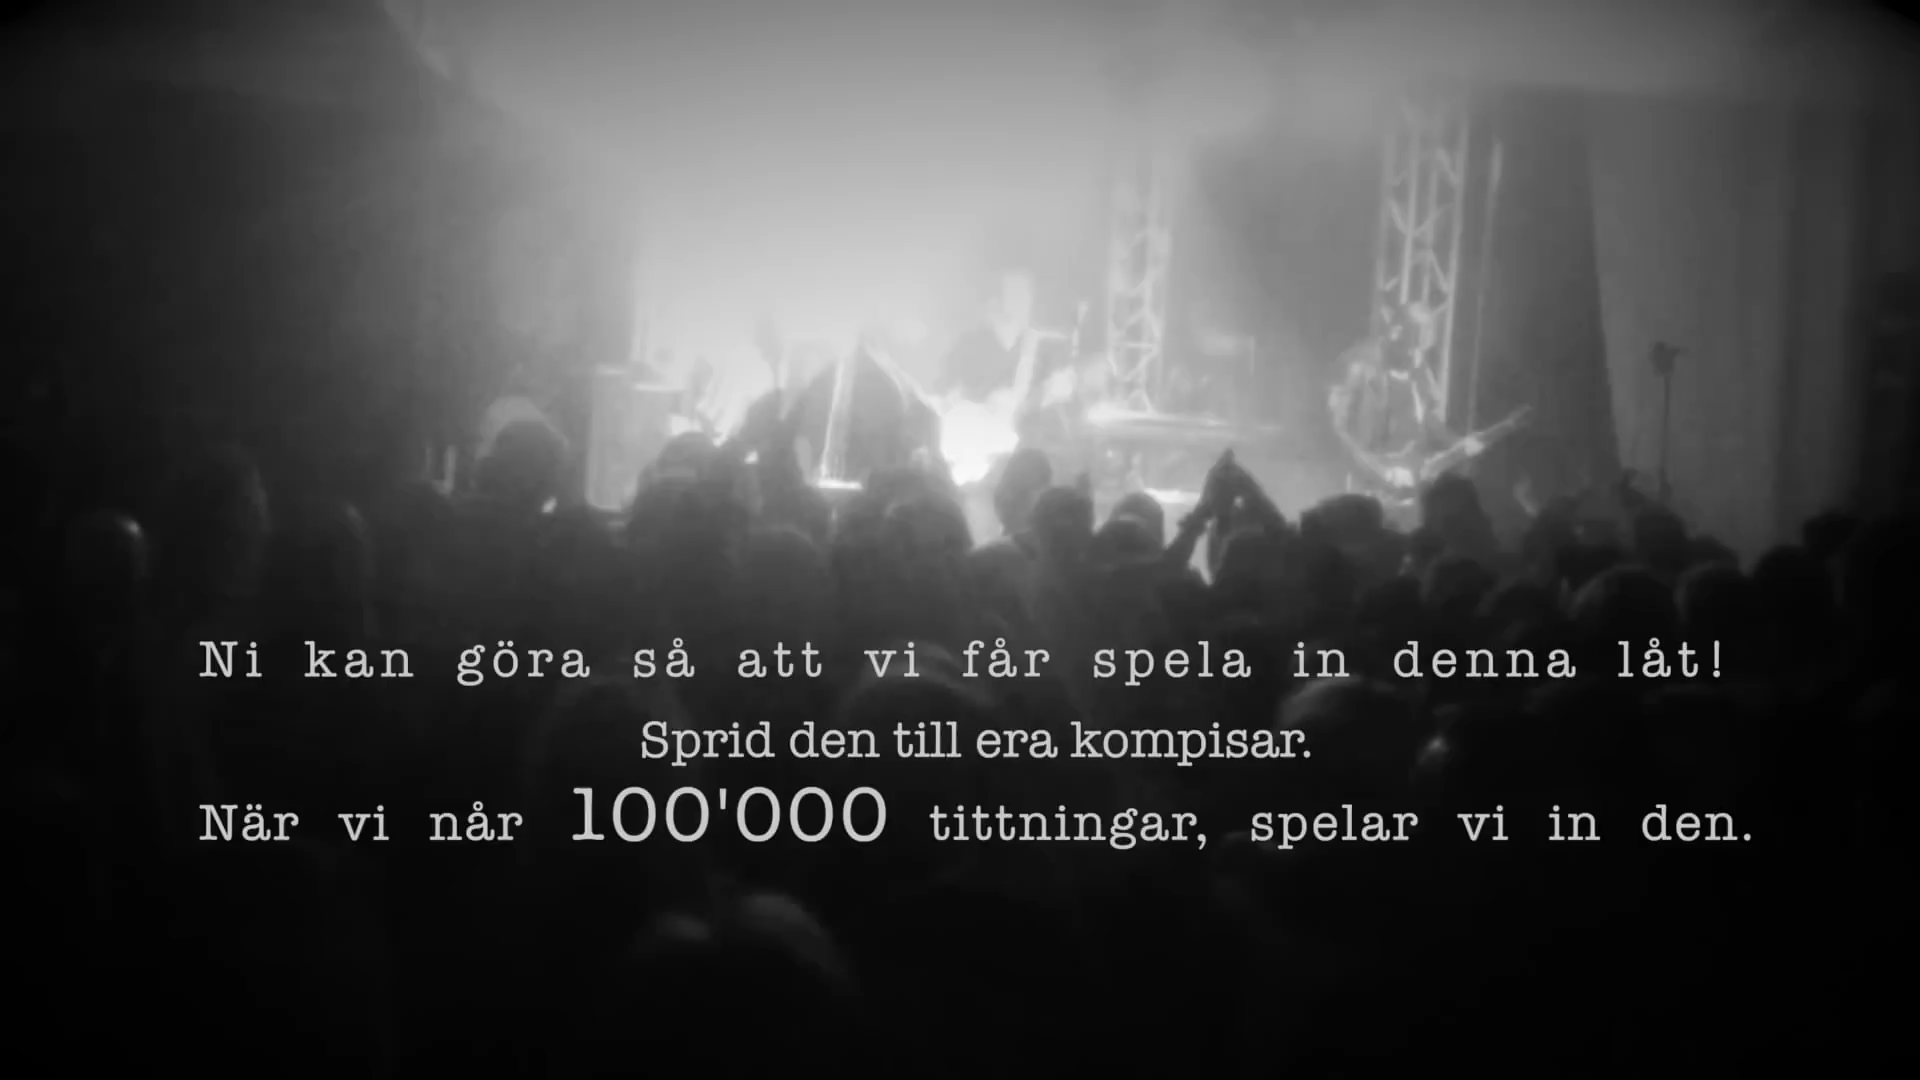 Ni kan göra så att vi får spela in denna låt!
Sprid den till era kompisar.
När vi når 100'000 tittningar, spelar vi in den.